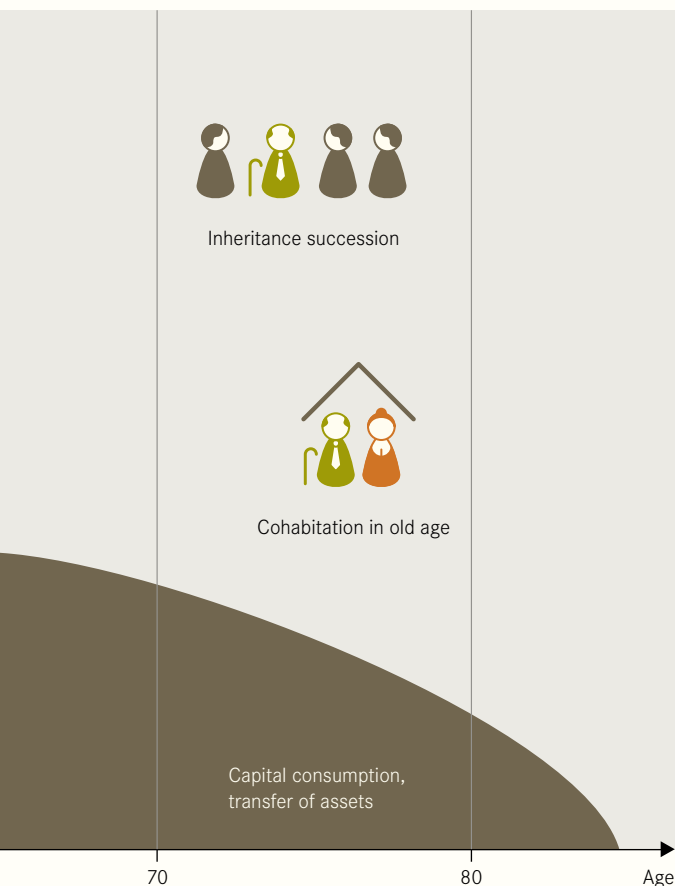 Inheritance succession
Cohabitation in old age
Capital consumption,
transfer of assets
70
80
Age